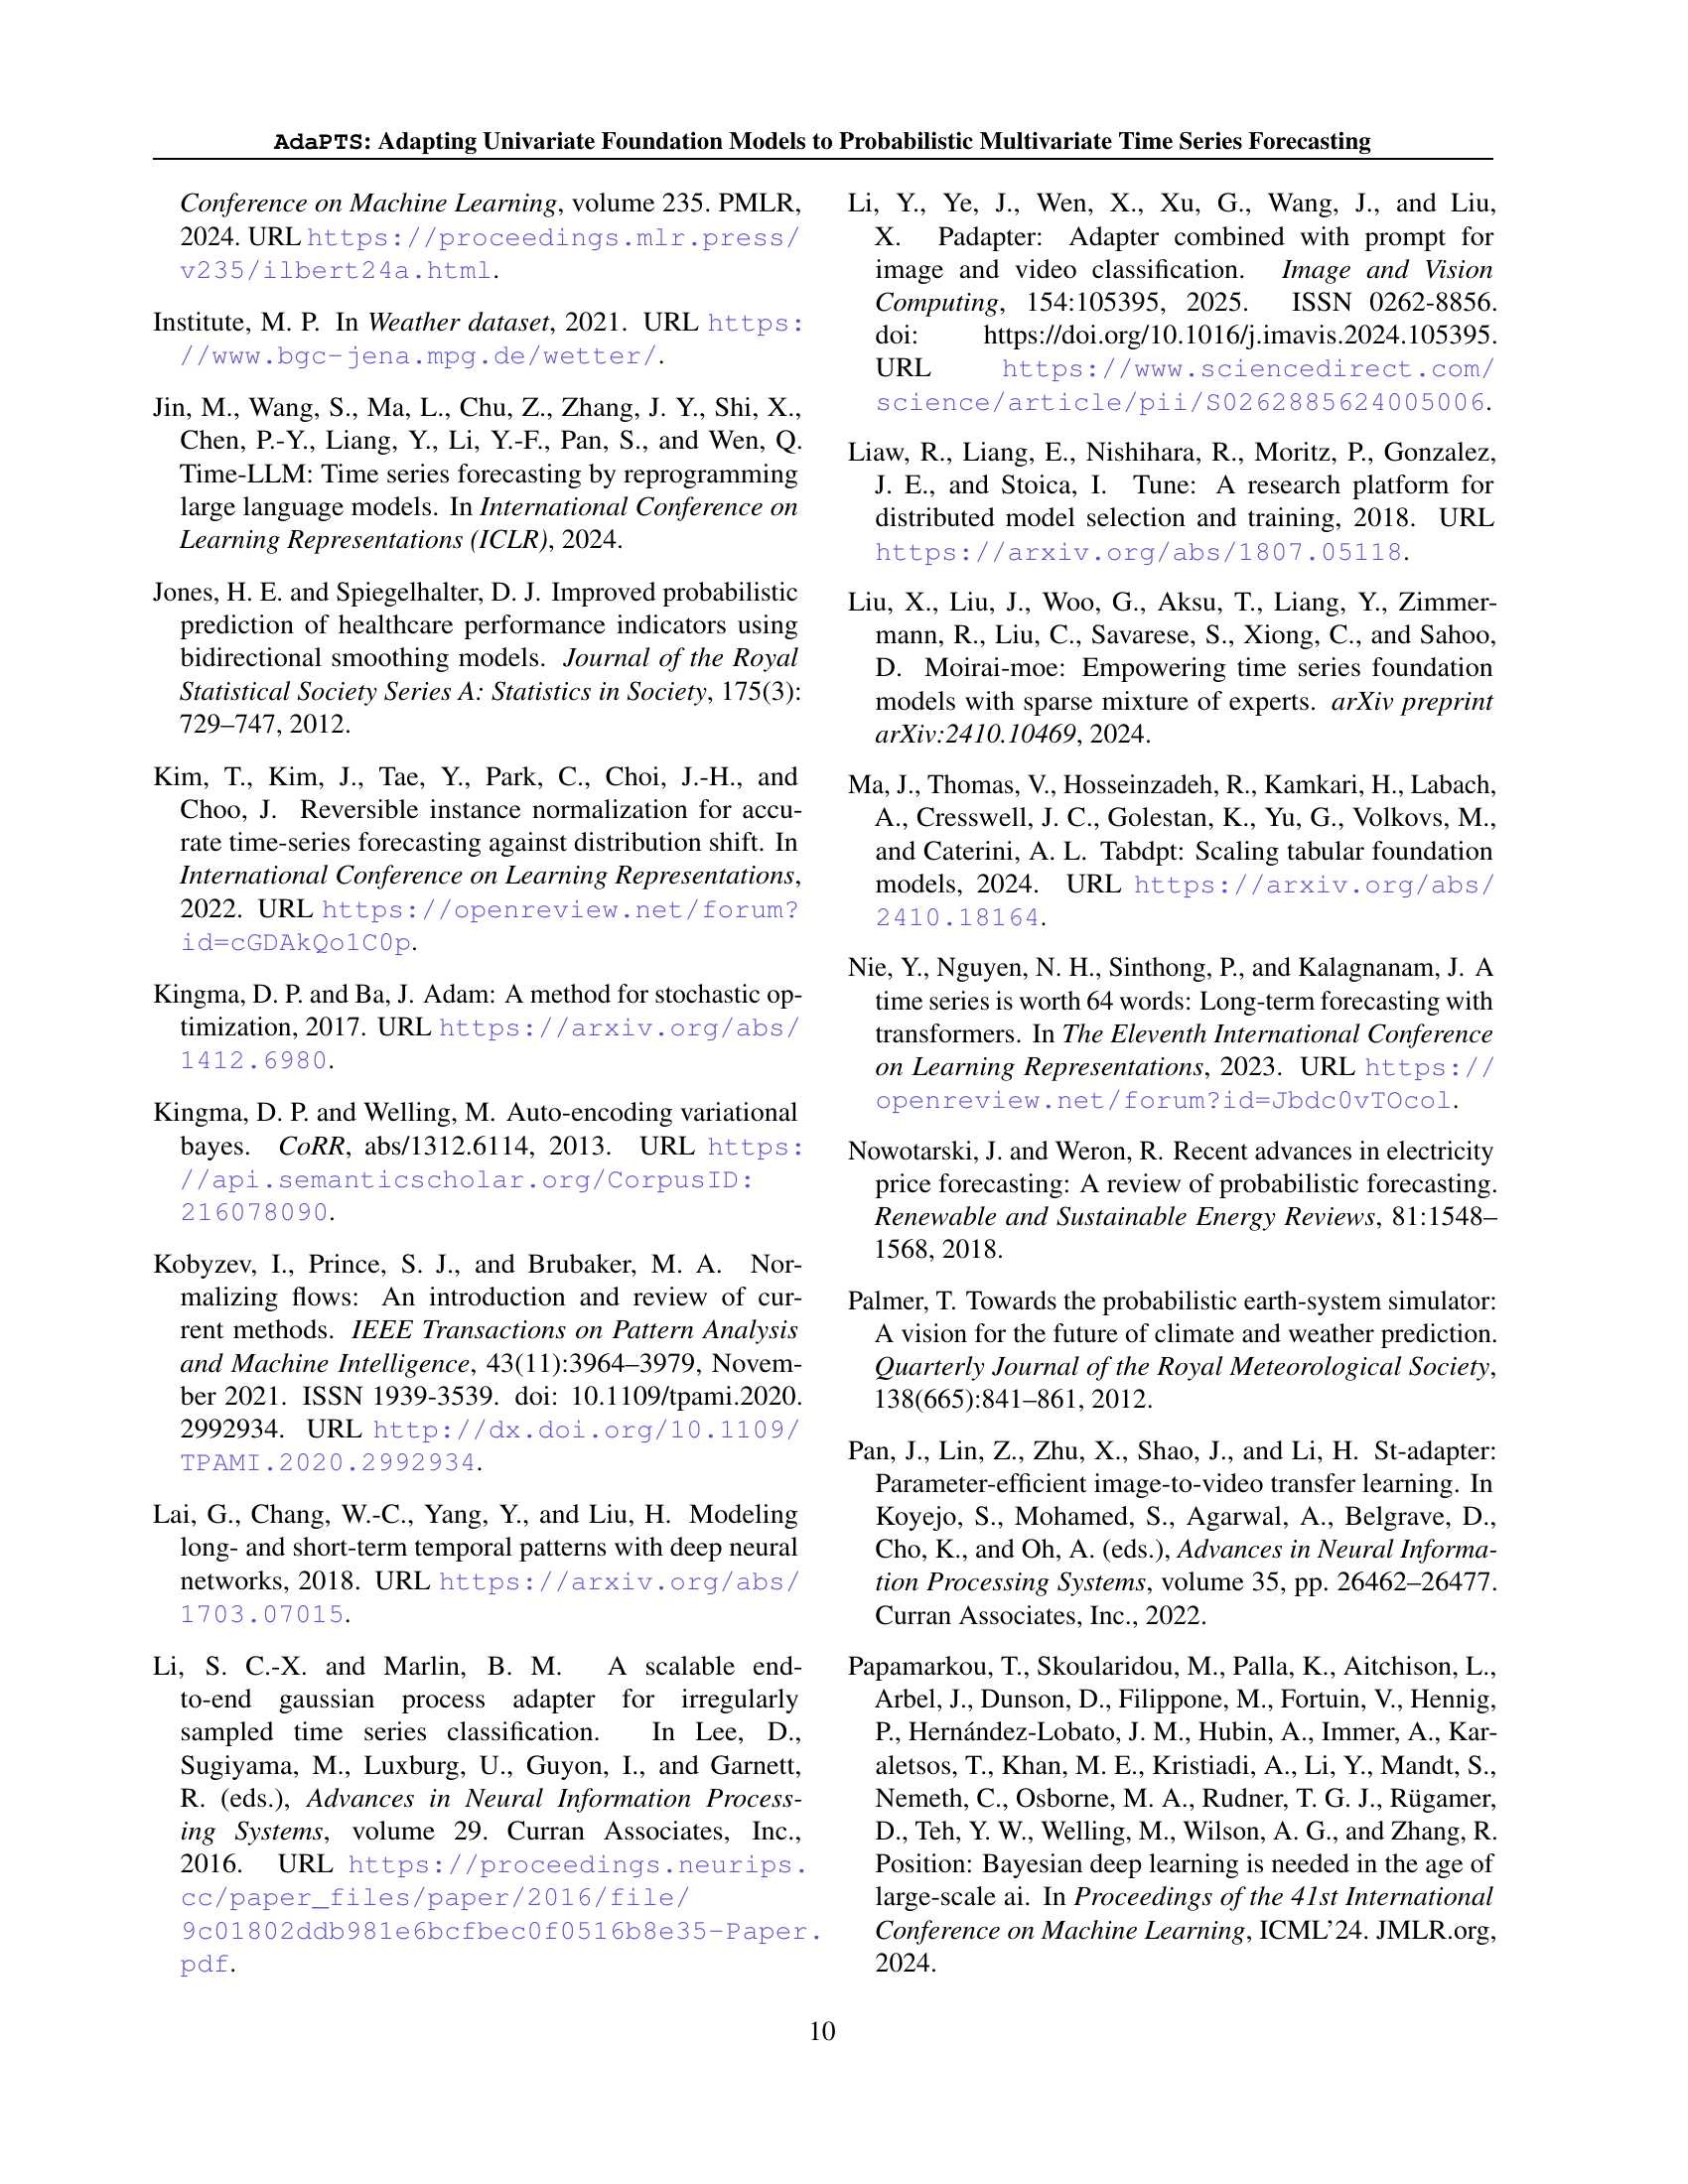 AdaPTS: Adapting Univariate Foundation Models to Probabilistic Multivariate Time Series Forecasting
Conference on Machine Learning, volume 235. PMLR,
2024. URL https://proceedings.mlr.press/
v235/ilbert24a.html.
Institute, M. P. In Weather dataset, 2021. URL https:
//www.bgc-jena.mpg.de/wetter/.
Jin, M., Wang, S., Ma, L., Chu, Z., Zhang, J. Y., Shi, X.,
Chen, P.-Y., Liang, Y., Li, Y.-F., Pan, S., and Wen, Q.
Time-LLM: Time series forecasting by reprogramming
large language models. In International Conference on
Learning Representations (ICLR), 2024.
Jones, H. E. and Spiegelhalter, D. J. Improved probabilistic
prediction of healthcare performance indicators using
bidirectional smoothing models. Journal of the Royal
Statistical Society Series A: Statistics in Society, 175(3):
729–747, 2012.
Kim, T., Kim, J., Tae, Y., Park, C., Choi, J.-H., and
Choo, J. Reversible instance normalization for accu-
rate time-series forecasting against distribution shift. In
International Conference on Learning Representations,
2022. URL https://openreview.net/forum?
id=cGDAkQo1C0p.
Kingma, D. P. and Ba, J. Adam: A method for stochastic op-
timization, 2017. URL https://arxiv.org/abs/
1412.6980.
Kingma, D. P. and Welling, M. Auto-encoding variational
bayes. CoRR, abs/1312.6114, 2013. URL https:
//api.semanticscholar.org/CorpusID:
216078090.
Kobyzev, I., Prince, S. J., and Brubaker, M. A. Nor-
malizing flows: An introduction and review of cur-
rent methods. IEEE Transactions on Pattern Analysis
and Machine Intelligence, 43(11):3964–3979, Novem-
ber 2021. ISSN 1939-3539. doi: 10.1109/tpami.2020.
2992934. URL http://dx.doi.org/10.1109/
TPAMI.2020.2992934.
Lai, G., Chang, W.-C., Yang, Y., and Liu, H. Modeling
long- and short-term temporal patterns with deep neural
networks, 2018. URL https://arxiv.org/abs/
1703.07015.
Li, S. C.-X. and Marlin, B. M. A scalable end-
to-end gaussian process adapter for irregularly
sampled time series classification. In Lee, D.,
Sugiyama, M., Luxburg, U., Guyon, I., and Garnett,
R. (eds.), Advances in Neural Information Process-
ing Systems, volume 29. Curran Associates, Inc.,
2016. URL https://proceedings.neurips.
cc/paper_files/paper/2016/file/
9c01802ddb981e6bcfbec0f0516b8e35-Paper.
pdf.
Li, Y., Ye, J., Wen, X., Xu, G., Wang, J., and Liu,
X. Padapter: Adapter combined with prompt for
image and video classification. Image and Vision
Computing, 154:105395, 2025. ISSN 0262-8856.
doi: https://doi.org/10.1016/j.imavis.2024.105395.
URL https://www.sciencedirect.com/
science/article/pii/S0262885624005006.
Liaw, R., Liang, E., Nishihara, R., Moritz, P., Gonzalez,
J. E., and Stoica, I. Tune: A research platform for
distributed model selection and training, 2018. URL
https://arxiv.org/abs/1807.05118.
Liu, X., Liu, J., Woo, G., Aksu, T., Liang, Y., Zimmer-
mann, R., Liu, C., Savarese, S., Xiong, C., and Sahoo,
D. Moirai-moe: Empowering time series foundation
models with sparse mixture of experts. arXiv preprint
arXiv:2410.10469, 2024.
Ma, J., Thomas, V., Hosseinzadeh, R., Kamkari, H., Labach,
A., Cresswell, J. C., Golestan, K., Yu, G., Volkovs, M.,
and Caterini, A. L. Tabdpt: Scaling tabular foundation
models, 2024. URL https://arxiv.org/abs/
2410.18164.
Nie, Y., Nguyen, N. H., Sinthong, P., and Kalagnanam, J. A
time series is worth 64 words: Long-term forecasting with
transformers. In The Eleventh International Conference
on Learning Representations, 2023. URL https://
openreview.net/forum?id=Jbdc0vTOcol.
Nowotarski, J. and Weron, R. Recent advances in electricity
price forecasting: A review of probabilistic forecasting.
Renewable and Sustainable Energy Reviews, 81:1548–
1568, 2018.
Palmer, T. Towards the probabilistic earth-system simulator:
A vision for the future of climate and weather prediction.
Quarterly Journal of the Royal Meteorological Society,
138(665):841–861, 2012.
Pan, J., Lin, Z., Zhu, X., Shao, J., and Li, H. St-adapter:
Parameter-efficient image-to-video transfer learning. In
Koyejo, S., Mohamed, S., Agarwal, A., Belgrave, D.,
Cho, K., and Oh, A. (eds.), Advances in Neural Informa-
tion Processing Systems, volume 35, pp. 26462–26477.
Curran Associates, Inc., 2022.
Papamarkou, T., Skoularidou, M., Palla, K., Aitchison, L.,
Arbel, J., Dunson, D., Filippone, M., Fortuin, V., Hennig,
P., Hernández-Lobato, J. M., Hubin, A., Immer, A., Kar-
aletsos, T., Khan, M. E., Kristiadi, A., Li, Y., Mandt, S.,
Nemeth, C., Osborne, M. A., Rudner, T. G. J., Rügamer,
D., Teh, Y. W., Welling, M., Wilson, A. G., and Zhang, R.
Position: Bayesian deep learning is needed in the age of
large-scale ai. In Proceedings of the 41st International
Conference on Machine Learning, ICML'24. JMLR.org,
2024.
10